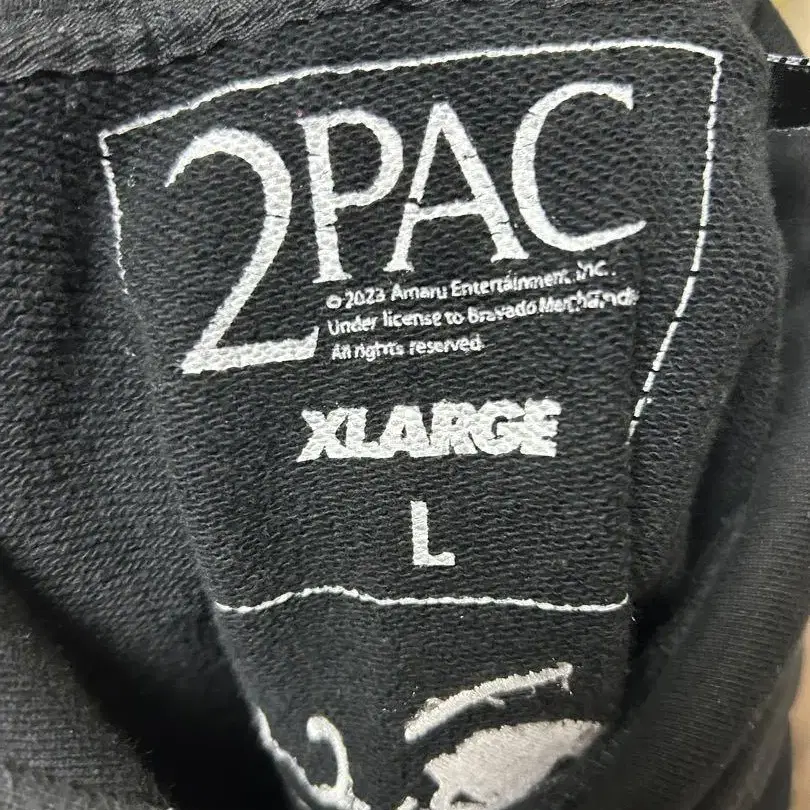 2PAC
© 2023 Amaru Entertainment, Inc.
Under license to Bravado Merchandi
All rights reserved.
XLARGE
L